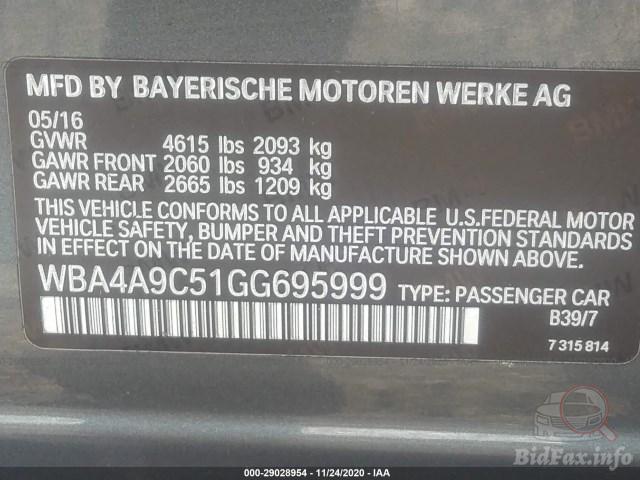 MFD BY BAYERISCHE MOTOREN WERKE AG
05/16
GVWR 4615 lbs 2093 kg
GAWR FRONT 2060 lbs 934 kg
GAWR REAR 2665 lbs 1209 kg
THIS VEHICLE CONFORMS TO ALL APPLICABLE U.S.FEDERAL MOTOR
VEHICLE SAFETY, BUMPER AND THEFT PREVENTION STANDARDS
IN EFFECT ON THE DATE OF MANUFACTURE SHOWN ABOVE.
WBA4A9C51GG695999 TYPE: PASSENGER CAR
B39/7
7 315 814
BidFax.info
000-29028954 - 11/24/2020 - IAA